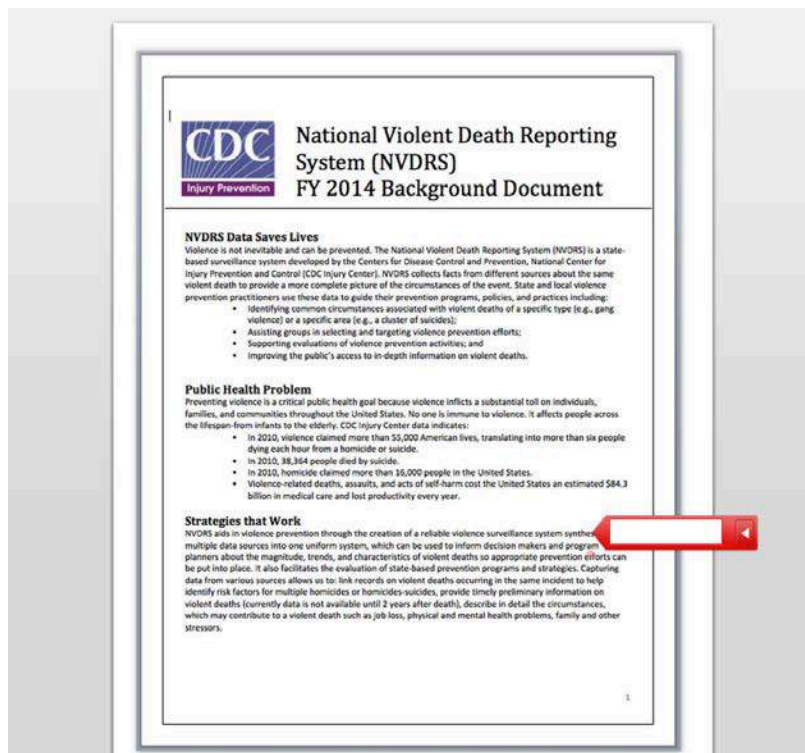 CDC
Injury Prevention
National Violent Death Reporting
System (NVDRS)
FY 2014 Background Document
NVDRS Data Saves Lives
Violence is not inevitable and can be prevented. The National Violent Death Reporting System (NVDRS) is a state-
based surveillance system developed by the Centers for Disease Control and Prevention, National Center for
Injury Prevention and Control (CDC Injury Center). NVDRS collects facts from different sources about the same
violent death to provide a more complete picture of the circumstances of the event. State and local violence
prevention practitioners use these data to guide their prevention programs, policies, and practices including:
• Identifying common circumstances associated with violent deaths of a specific type (e.g., gang
violence) or a specific area (e.g., a cluster of suicides);
• Assisting groups in selecting and targeting violence prevention efforts;
• Supporting evaluations of violence prevention activities; and
• Improving the public's access to in-depth information on violent deaths.
Public Health Problem
Preventing violence is a critical public health goal because violence inflicts a substantial toll on individuals,
families, and communities throughout the United States. No one is immune to violence. It affects people across
the lifespan-from infants to the elderly. CDC Injury Center data indicates:
• In 2010, violence claimed more than 55,000 American lives, translating into more than six people
dying each hour from a homicide or suicide.
• In 2010, 38,364 people died by suicide.
• In 2010, homicide claimed more than 16,000 people in the United States.
• Violence-related deaths, assaults, and acts of self-harm cost the United States an estimated $84.3
billion in medical care and lost productivity every year.
Strategies that Work
NVDRS aids in violence prevention through the creation of a reliable violence surveillance system
multiple data sources into one uniform system, which can be used to inform decision makers and program
planners about the magnitude, trends, and characteristics of violent deaths so appropriate prevention efforts can
be put into place. It also facilitates the evaluation of state-based prevention programs and strategies. Capturing
data from various sources allows us to: link records on violent deaths occurring in the same incident to help
identify risk factors for multiple homicides or homicides-suicides, provide timely preliminary information on
violent deaths (currently data is not available until 2 years after death), describe in detail the circumstances,
which may contribute to a violent death such as job loss, physical and mental health problems, family and other
stressors.
1